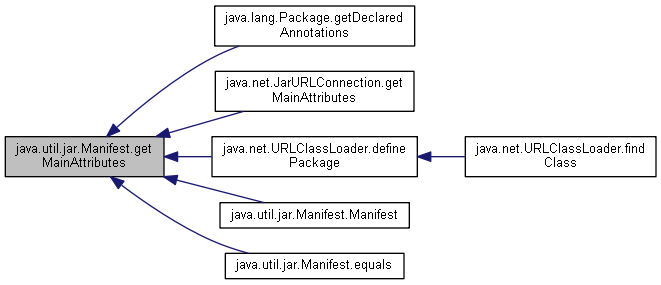 java.lang.Package.getDeclared
Annotations
java.net.JarURLConnection.get
MainAttributes
java.util.jar.Manifest.get
MainAttributes
java.net.URLClassLoader.define
Package
java.net.URLClassLoader.find
Class
java.util.jar.Manifest.Manifest
java.util.jar.Manifest.equals